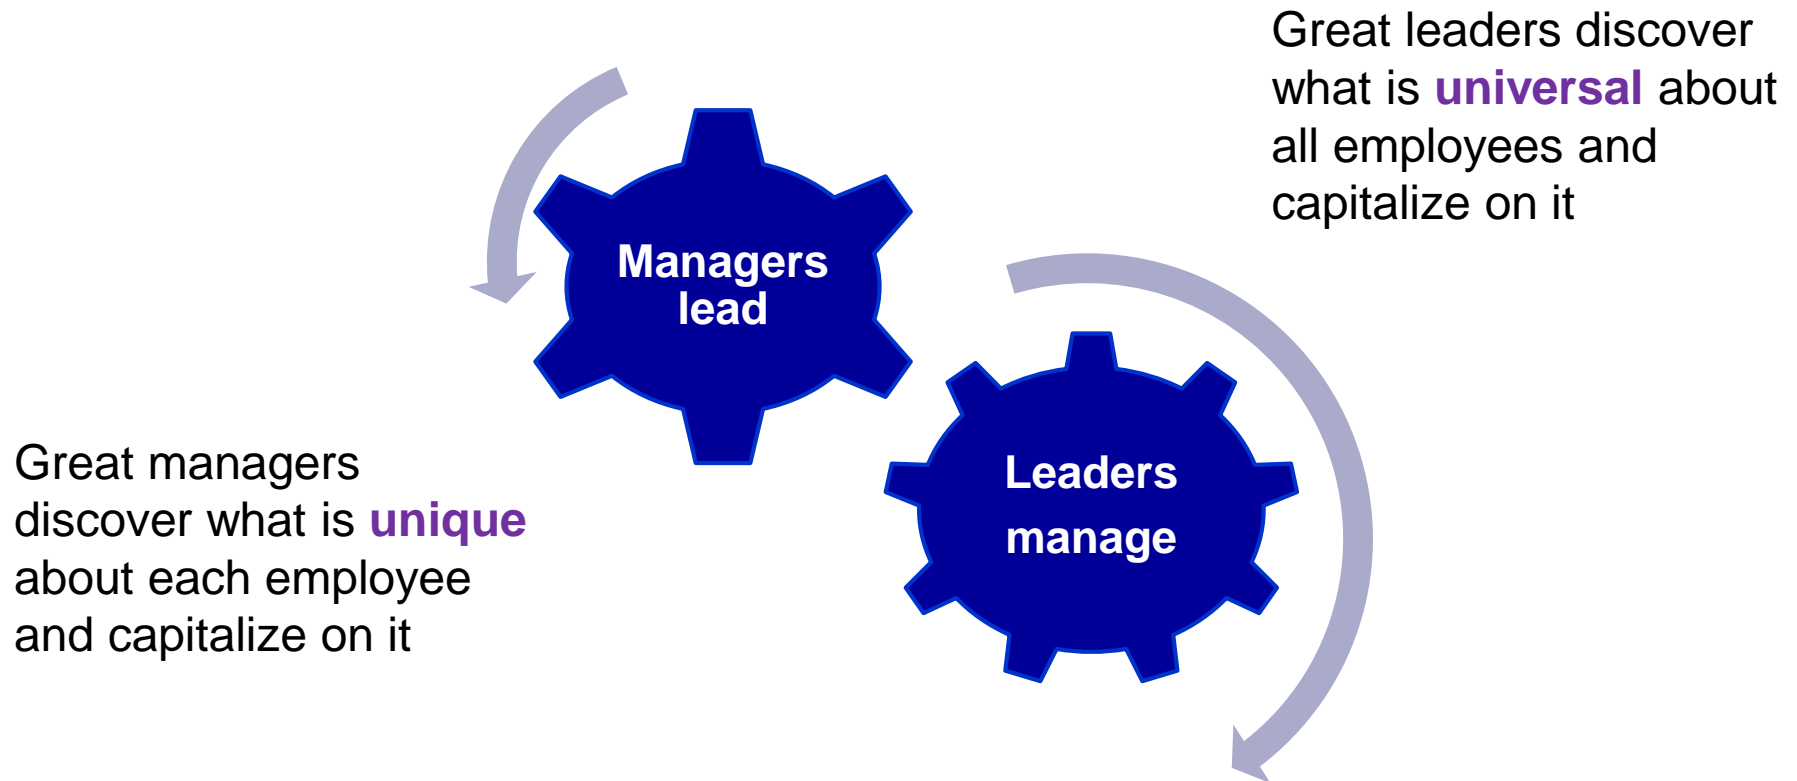 Great leaders discover
what is universal about
all employees and
capitalize on it
Managers
lead
Leaders
manage
Great managers
discover what is unique
about each employee
and capitalize on it